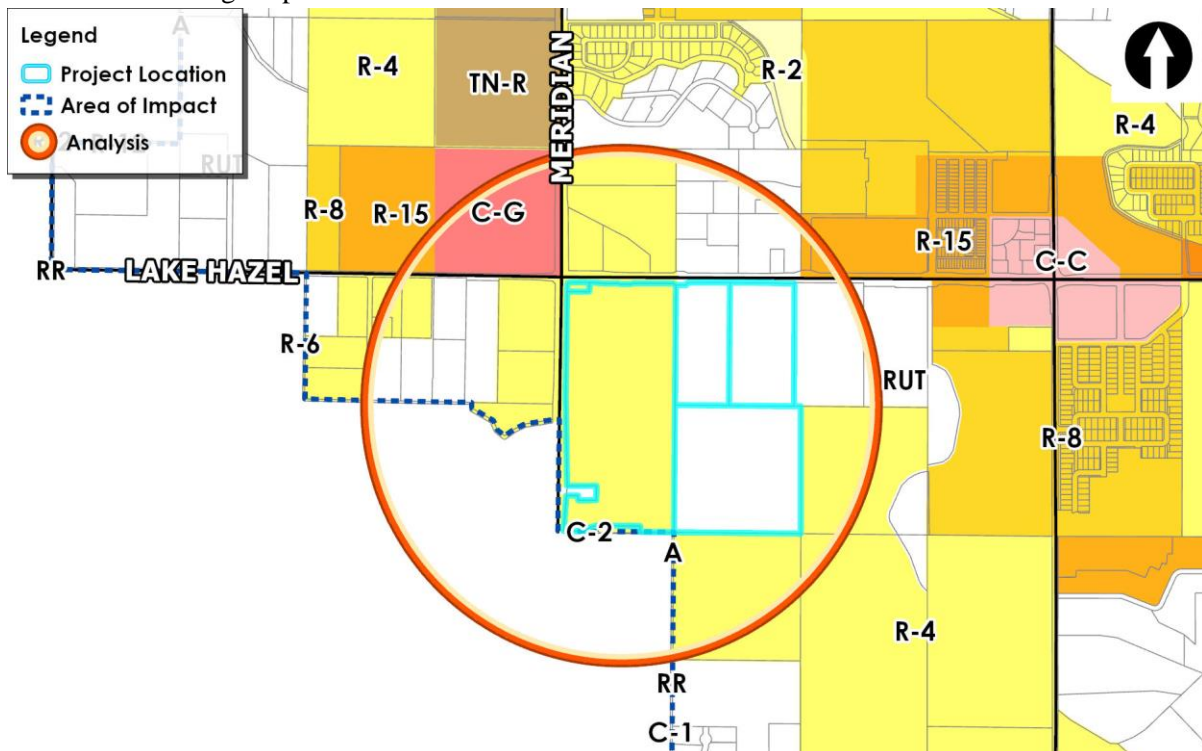 Legend
Project Location
Area of Impact
Analysis
A
R-4
TN-R
MERIDIAN
R-2
R-4
RUT
R-8
R-15
C-G
R-15
C-C
RR
LAKE HAZEL
R-6
RUT
R-8
C-2
A
R-4
RR
C-1